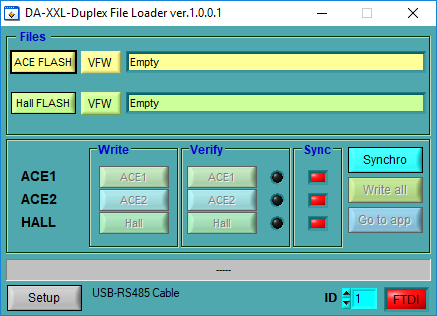 DA-XXL-Duplex File Loader ver.1.0.0.1
Files
ACE FLASH VFW Empty
Hall FLASH VFW Empty
Write Verify Sync
ACE1 ACE1 ACE1 Synchro
ACE2 ACE2 ACE2 Write all
HALL Hall Hall Go to app
-----
Setup USB-RS485 Cable ID 1 FTDI